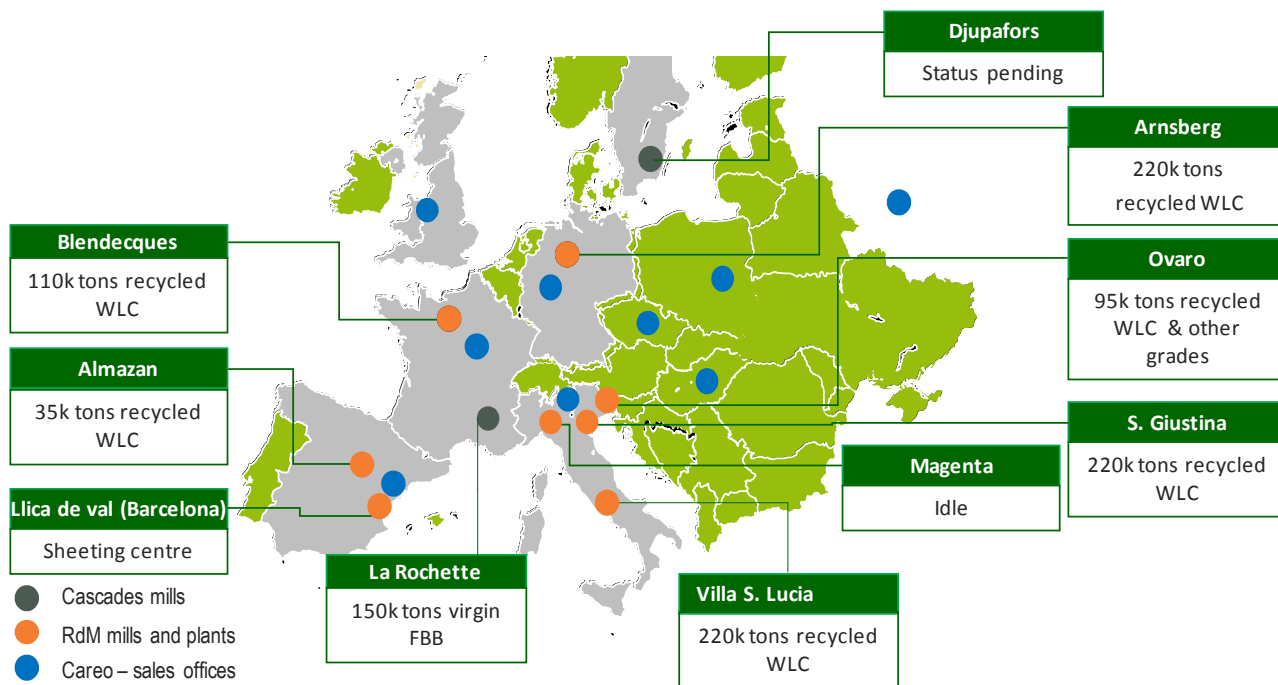 Djupafors
Status pending
Arnsberg
220k tons
recycled WLC
Blendecques
110k tons recycled
WLC
Ovaro
95k tons recycled
WLC & other
grades
Almazan
35k tons recycled
WLC
S. Giustina
220k tons recycled
WLC
Magenta
Idle
Llica de val (Barcelona)
Sheeting centre
La Rochette
150k tons virgin
FBB
Villa S. Lucia
220k tons recycled
WLC
Cascades mills
RdM mills and plants
Careo – sales offices